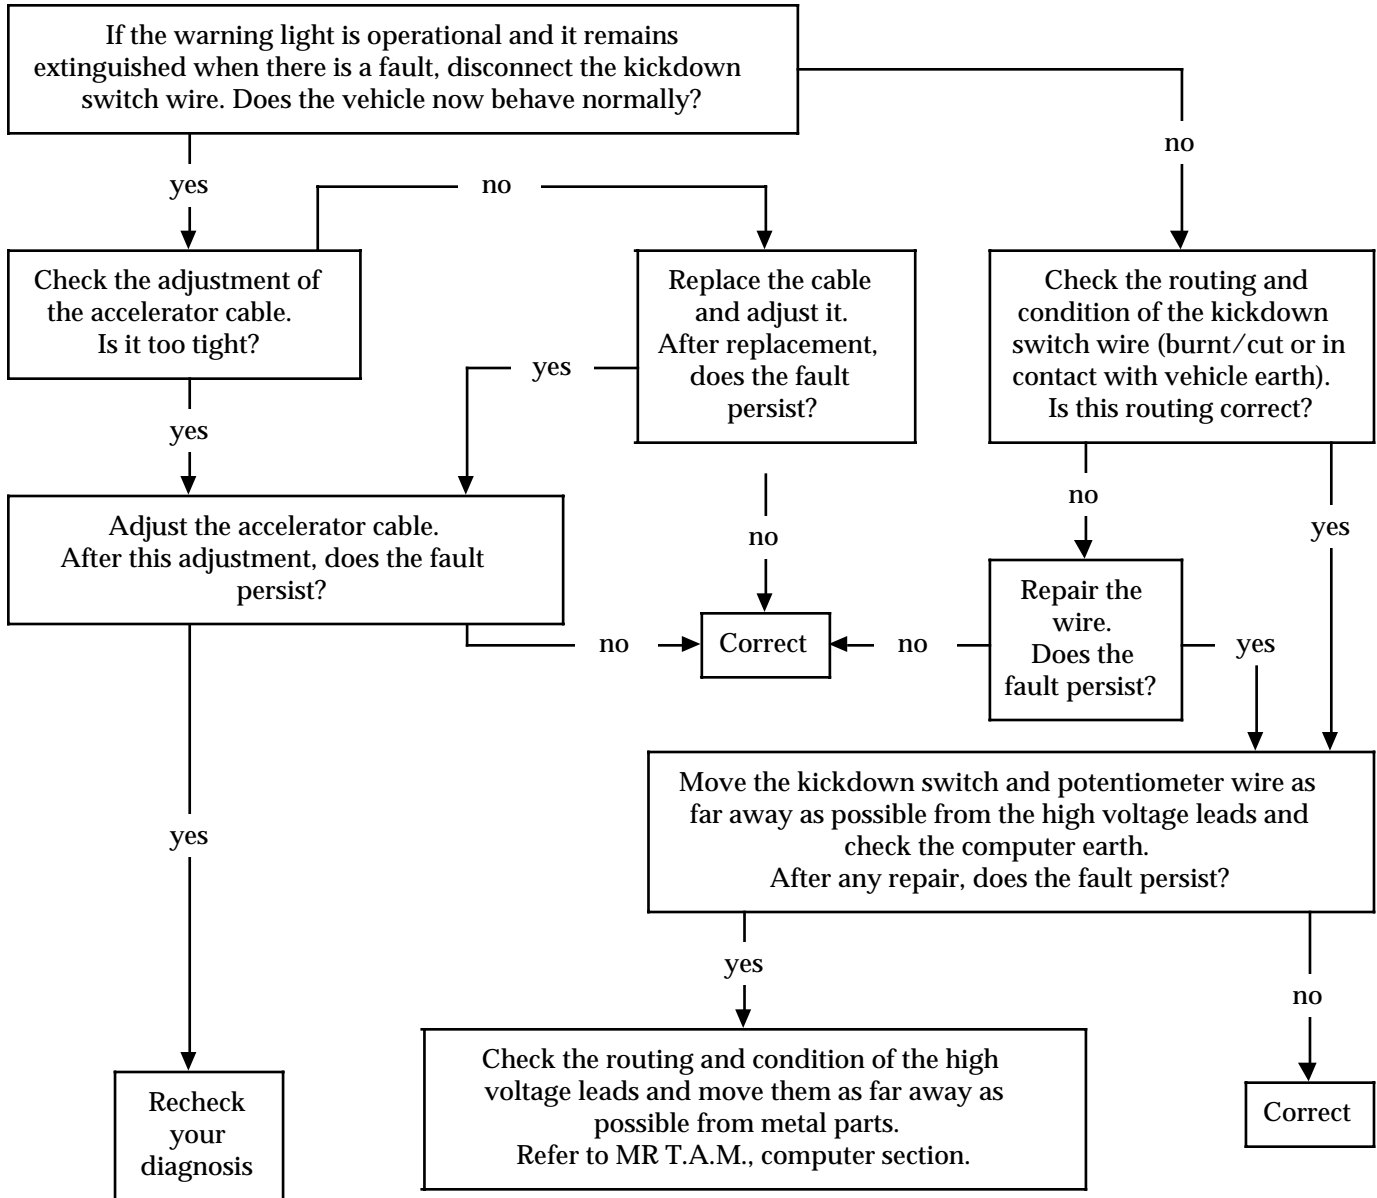 If the warning light is operational and it remains
extinguished when there is a fault, disconnect the kickdown
switch wire. Does the vehicle now behave normally?
no
yes
no
Check the adjustment of
the accelerator cable.
Is it too tight?
Replace the cable
and adjust it.
After replacement,
does the fault
persist?
Check the routing and
condition of the kickdown
switch wire (burnt/cut or in
contact with vehicle earth).
Is this routing correct?
yes
yes
no
no
yes
Adjust the accelerator cable.
After this adjustment, does the fault
persist?
Repair the
wire.
Does the
fault persist?
no
Correct
no
yes
Move the kickdown switch and potentiometer wire as
far away as possible from the high voltage leads and
check the computer earth.
After any repair, does the fault persist?
yes
yes
no
Check the routing and condition of the high
voltage leads and move them as far away as
possible from metal parts.
Refer to MR T.A.M., computer section.
Recheck
your
diagnosis
Correct